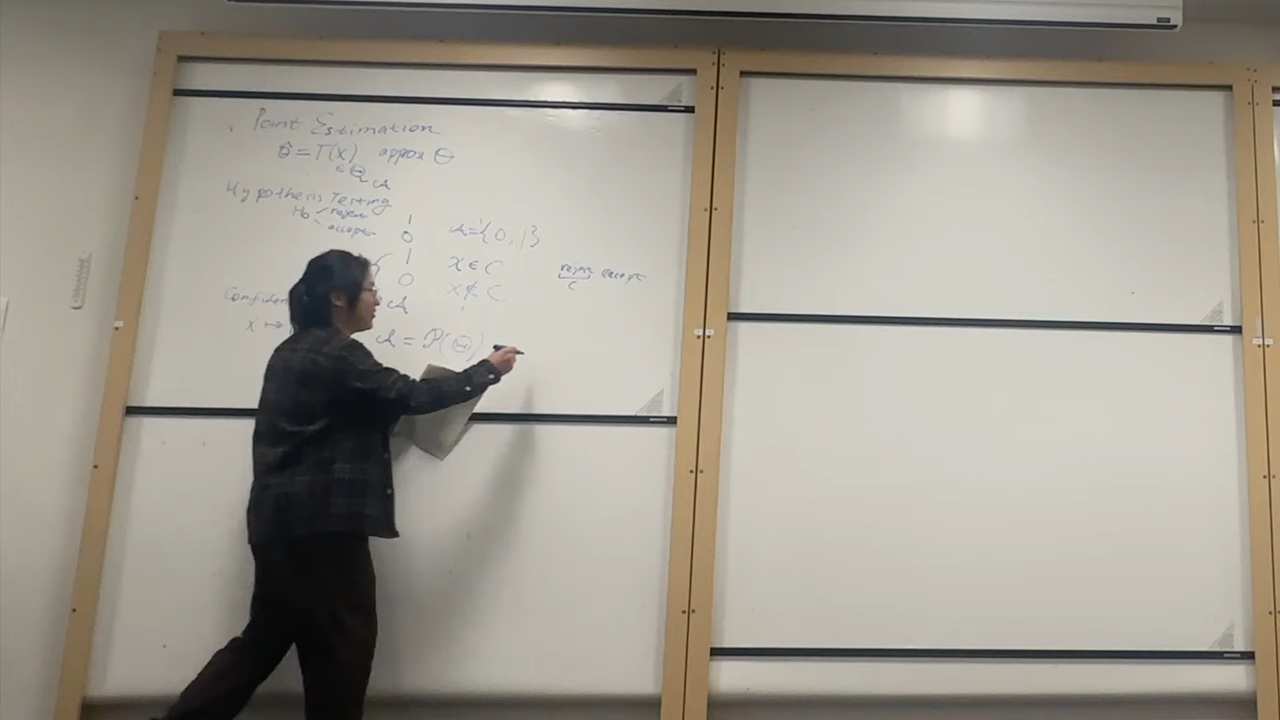 Point Estimation
θ̂ = T(X) approx θ
∈ Θ
𝒜
Hypothesis Testing
H₀ reject 1
accept 0
𝒜 = {0, 1}
1 x ∈ C
0 x ∉ C
reject accept
C
Confiden
𝒜
x ↦
𝒜 = 𝒫(Θ)